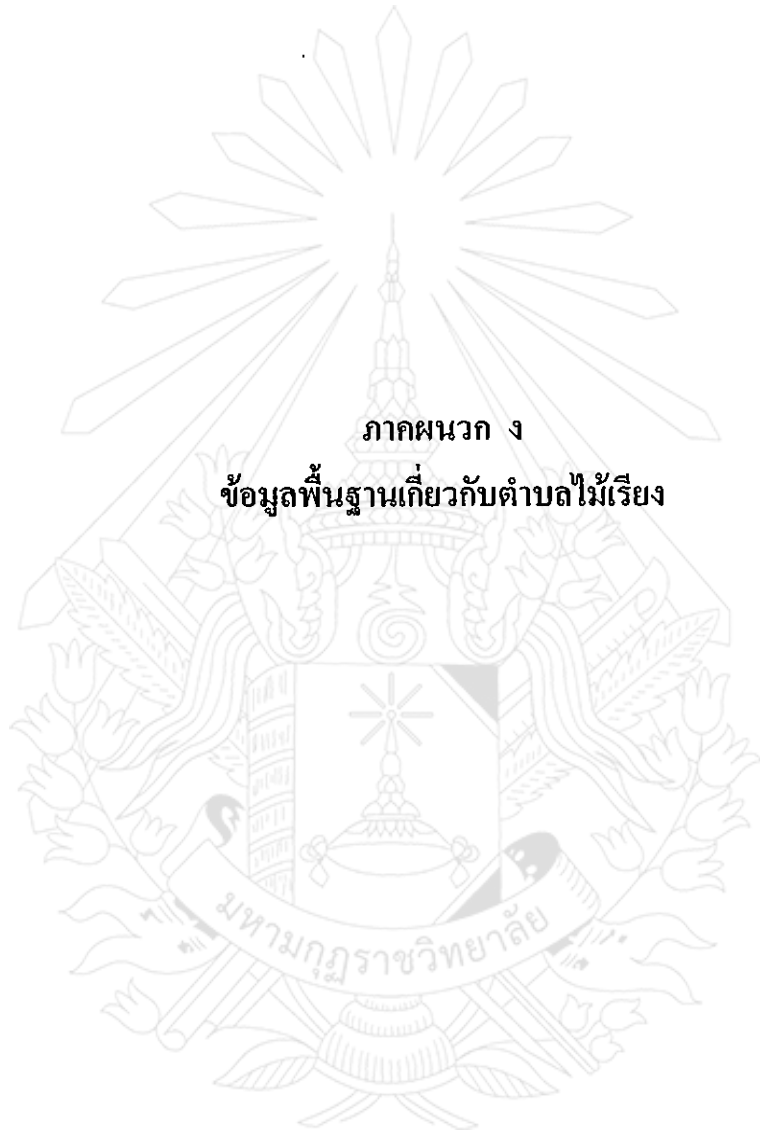 ภาคผนวก ง
ข้อมูลพื้นฐานเกี่ยวกับตำบลไม้เรียง
มหามกุฏราชวิทยาลัย